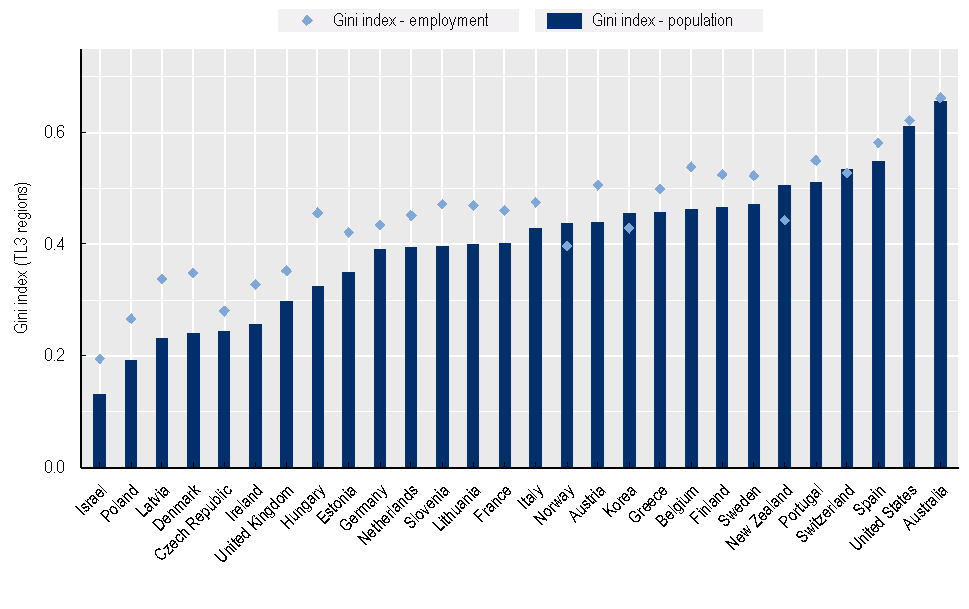 Gini index - employment
Gini index - population
Gini index (TL3 regions)
0.6
0.4
0.2
0.0
Israel
Poland
Latvia
Denmark
Czech Republic
Ireland
United Kingdom
Hungary
Estonia
Germany
Netherlands
Slovenia
Lithuania
France
Italy
Norway
Austria
Korea
Greece
Belgium
Finland
Sweden
New Zealand
Portugal
Switzerland
Spain
United States
Australia